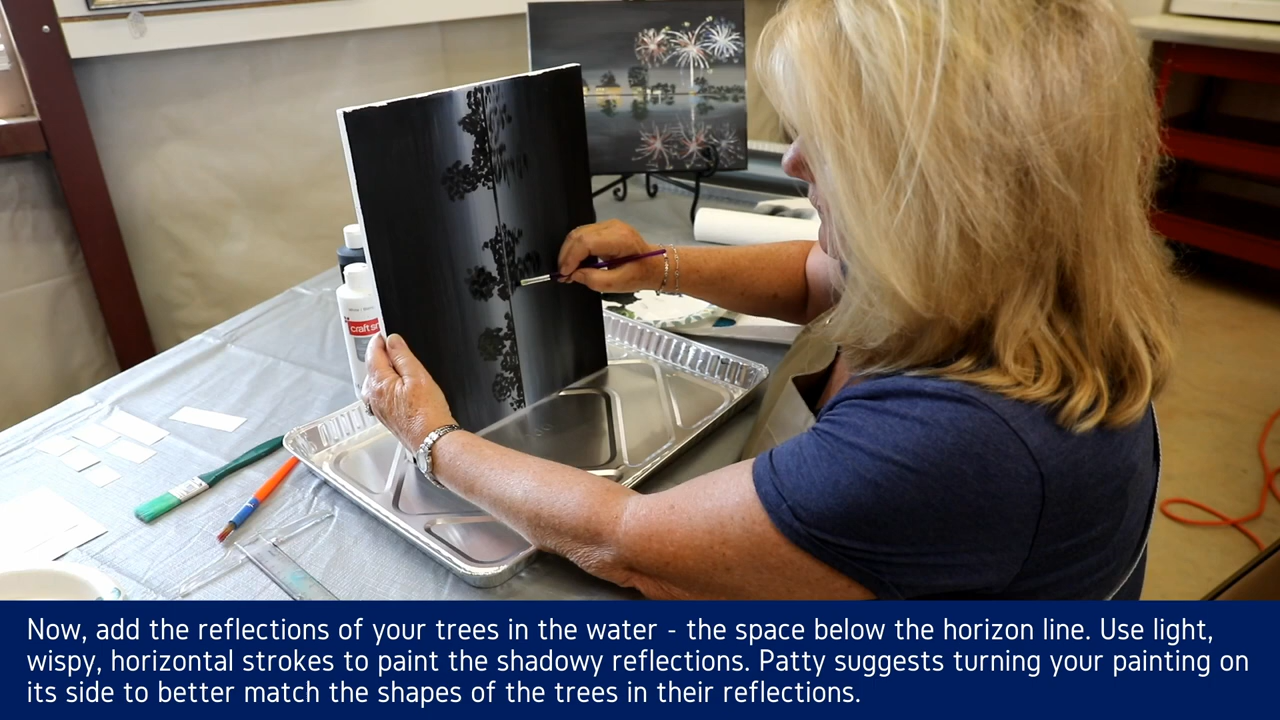 craft sm
Now, add the reflections of your trees in the water - the space below the horizon line. Use light,
wispy, horizontal strokes to paint the shadowy reflections. Patty suggests turning your painting on
its side to better match the shapes of the trees in their reflections.